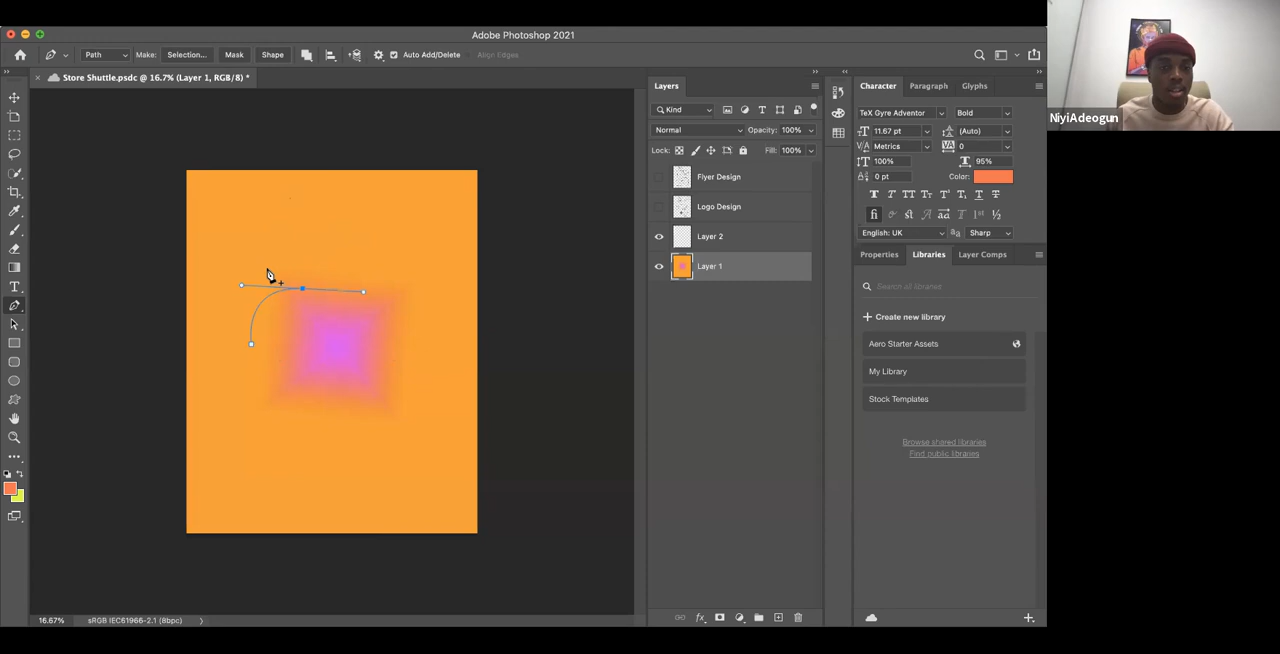 Adobe Photoshop 2021
Path
Make:
Selection...
Mask
Shape
Auto Add/Delete
Align Edges
Store Shuttle.psdc @ 16.7% (Layer 1, RGB/8) *
Layers
Kind
Normal
Opacity: 100%
Lock:
Fill: 100%
Flyer Design
Logo Design
Layer 2
Layer 1
Character
Paragraph
Glyphs
TeX Gyre Adventor
Bold
11.67 pt
(Auto)
Metrics
0
100%
95%
0 pt
Color:
English: UK
Sharp
Properties
Libraries
Layer Comps
Search all libraries
Create new library
Aero Starter Assets
My Library
Stock Templates
Browse shared libraries
Find public libraries
NiyiAdeogun
16.67%
sRGB IEC61966-2.1 (8bpc)